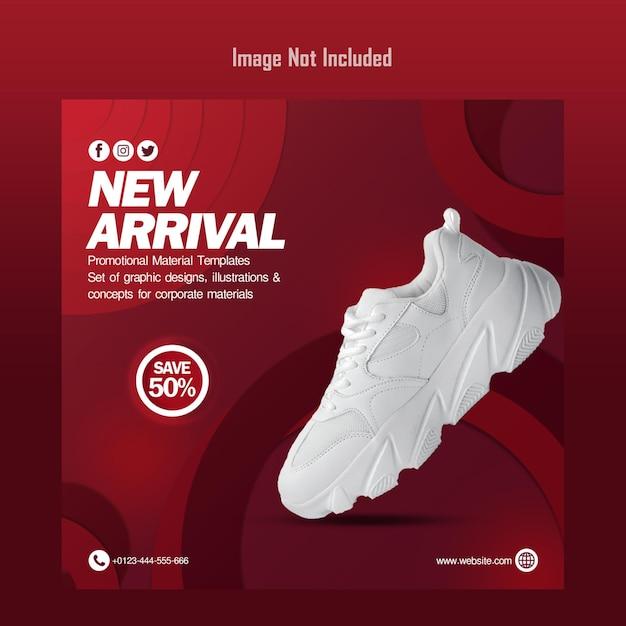 Image Not Included
NEW
ARRIVAL
Promotional Material Templates
Set of graphic designs, illustrations &
concepts for corporate materials
SAVE
50%
+0123-444-555-666
www.website.com